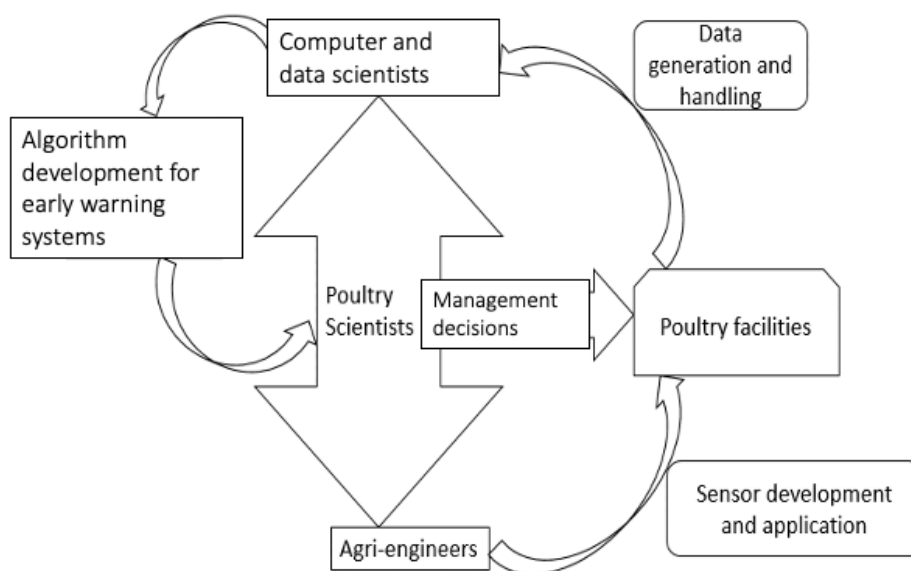 Computer and
data scientists
Data
generation and
handling
Algorithm
development for
early warning
systems
Poultry
Scientists
Management
decisions
Poultry facilities
Sensor development
and application
Agri-engineers